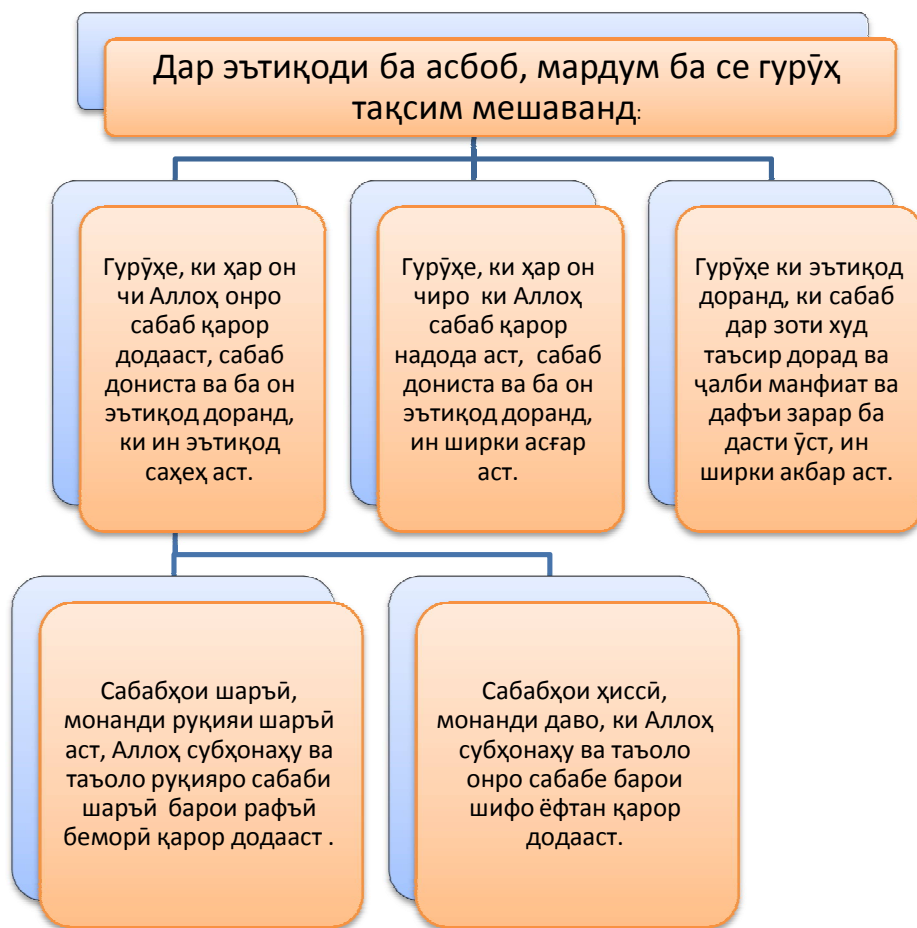 Дар эътиқоди ба асбоб, мардум ба се гурӯҳ
тақсим мешаванд:
Гурӯҳе, ки ҳар он
чи Аллоҳ онро
сабаб қарор
додааст, сабаб
дониста ва ба он
эътиқод доранд,
ки ин эътиқод
саҳеҳ аст.
Гурӯҳе, ки ҳар он
чиро ки Аллоҳ
сабаб қарор
надода аст, сабаб
дониста ва ба он
эътиқод доранд,
ин ширки асғар
аст.
Гурӯҳе ки эътиқод
доранд, ки сабаб
дар зоти худ
таъсир дорад ва
ҷалби манфиат ва
дафъи зарар ба
дасти ӯст, ин
ширки акбар аст.
Сабабҳои шаръӣ,
монанди руқияи шаръӣ
аст, Аллоҳ субҳонаҳу ва
таъоло руқияро сабаби
шаръӣ барои рафъӣ
беморӣ қарор додааст .
Сабабҳои ҳиссӣ,
монанди даво, ки Аллоҳ
субҳонаҳу ва таъоло
онро сабабе барои
шифо ёфтан қарор
додааст.